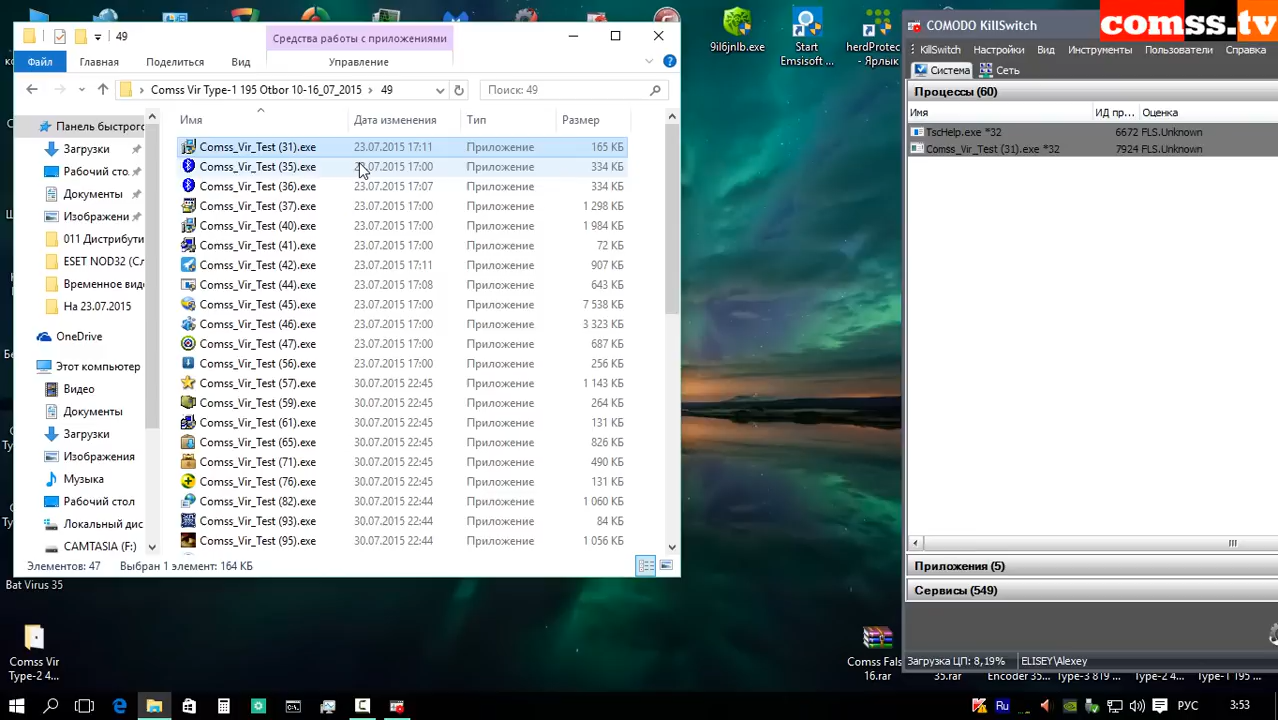 49
Средства работы с приложениями
Файл
Главная
Поделиться
Вид
Управление
Comss Vir Type-1 195 Otbor 10-16_07_2015
49
Поиск: 49
Имя
Дата изменения
Тип
Размер
Comss_Vir_Test (31).exe 23.07.2015 17:11 Приложение 165 КБ
Comss_Vir_Test (35).exe 23.07.2015 17:00 Приложение 334 КБ
Comss_Vir_Test (36).exe 23.07.2015 17:07 Приложение 334 КБ
Comss_Vir_Test (37).exe 23.07.2015 17:00 Приложение 1 298 КБ
Comss_Vir_Test (40).exe 23.07.2015 17:00 Приложение 1 984 КБ
Comss_Vir_Test (41).exe 23.07.2015 17:00 Приложение 72 КБ
Comss_Vir_Test (42).exe 23.07.2015 17:11 Приложение 907 КБ
Comss_Vir_Test (44).exe 23.07.2015 17:08 Приложение 643 КБ
Comss_Vir_Test (45).exe 23.07.2015 17:00 Приложение 7 538 КБ
Comss_Vir_Test (46).exe 23.07.2015 17:00 Приложение 3 323 КБ
Comss_Vir_Test (47).exe 23.07.2015 17:00 Приложение 687 КБ
Comss_Vir_Test (56).exe 23.07.2015 17:00 Приложение 256 КБ
Comss_Vir_Test (57).exe 30.07.2015 22:45 Приложение 1 143 КБ
Comss_Vir_Test (59).exe 30.07.2015 22:45 Приложение 264 КБ
Comss_Vir_Test (61).exe 30.07.2015 22:45 Приложение 131 КБ
Comss_Vir_Test (65).exe 30.07.2015 22:45 Приложение 826 КБ
Comss_Vir_Test (71).exe 30.07.2015 22:45 Приложение 490 КБ
Comss_Vir_Test (76).exe 30.07.2015 22:45 Приложение 131 КБ
Comss_Vir_Test (82).exe 30.07.2015 22:44 Приложение 1 060 КБ
Comss_Vir_Test (93).exe 30.07.2015 22:44 Приложение 84 КБ
Comss_Vir_Test (95).exe 30.07.2015 22:44 Приложение 1 056 КБ
Панель быстрого
Загрузки
Рабочий сто.
Документы
Изображени
011 Дистрибути
ESET NOD32 (Сл
Временное виде
На 23.07.2015
OneDrive
Этот компьютер
Видео
Документы
Загрузки
Изображения
Музыка
Рабочий стол
Локальный дис
CAMTASIA (F:)
Элементов: 47
Выбран 1 элемент: 164 КБ
9il6jnlb.exe
Start
Emsisoft ...
herdProtec
- Ярлык
comss.tv
COMODO KillSwitch
KillSwitch
Настройки
Вид
Инструменты
Пользователи
Справка
Система
Сеть
Процессы (60)
Имя
ИД пр...
Оценка
TscHelp.exe *32 6672 FLS.Unknown
Comss_Vir_Test (31).exe *32 7924 FLS.Unknown
Приложения (5)
Сервисы (549)
Загрузка ЦП: 8,19%
ELISEY\Alexey
Bat Virus 35
Comss Vir
Type-2 4...
Comss Fals
16.rar
35.rar
Encoder 35...
Type-3 819 ...
Type-2 4...
Type-1 195 ...
Ru
РУС
3:53